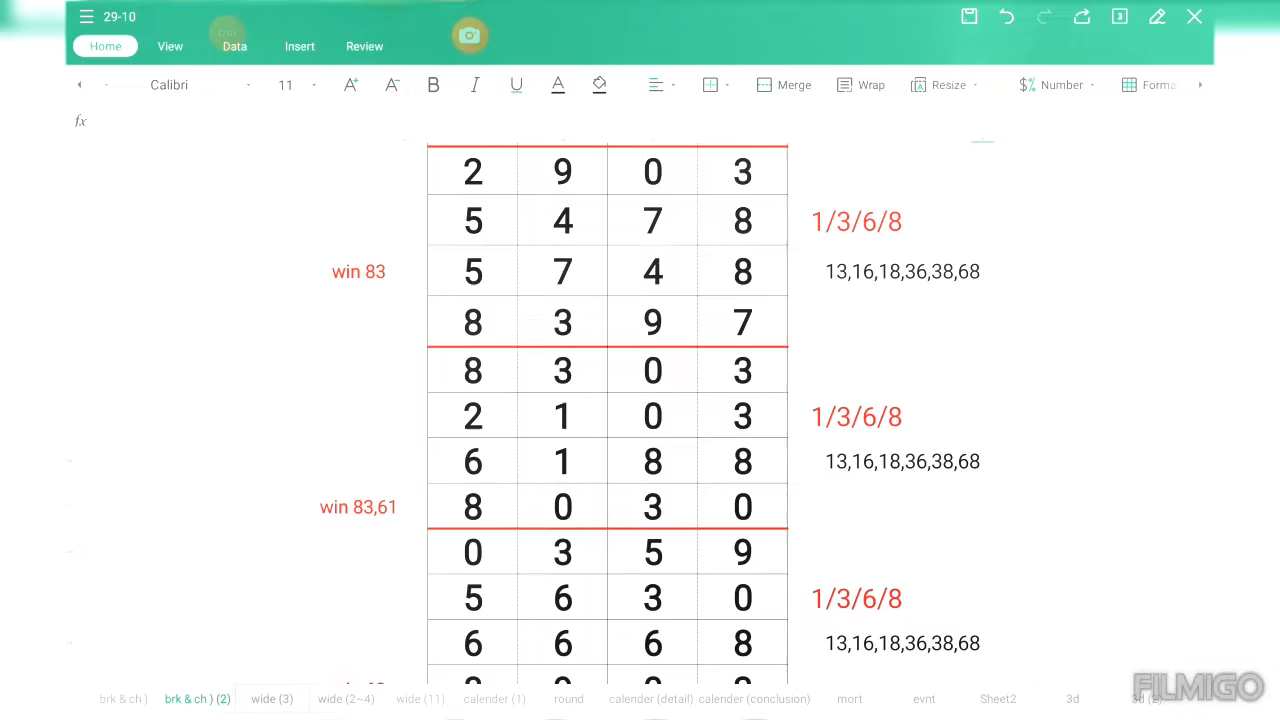 29-10
3
Home View Data Insert Review
Calibri 11 A+ A- B I U A Merge Wrap Resize $% Number Forma
fx
2 9 0 3
5 4 7 8 1/3/6/8
win 83 5 7 4 8 13,16,18,36,38,68
8 3 9 7
8 3 0 3
2 1 0 3 1/3/6/8
6 1 8 8 13,16,18,36,38,68
win 83,61 8 0 3 0
0 3 5 9
5 6 3 0 1/3/6/8
6 6 6 8 13,16,18,36,38,68
brk & ch ) brk & ch ) (2) wide (3) wide (2~4) wide (11) calender (1) round calender (detail) calender (conclusion) mort evnt Sheet2 3d 3d (2)
FILMIGO